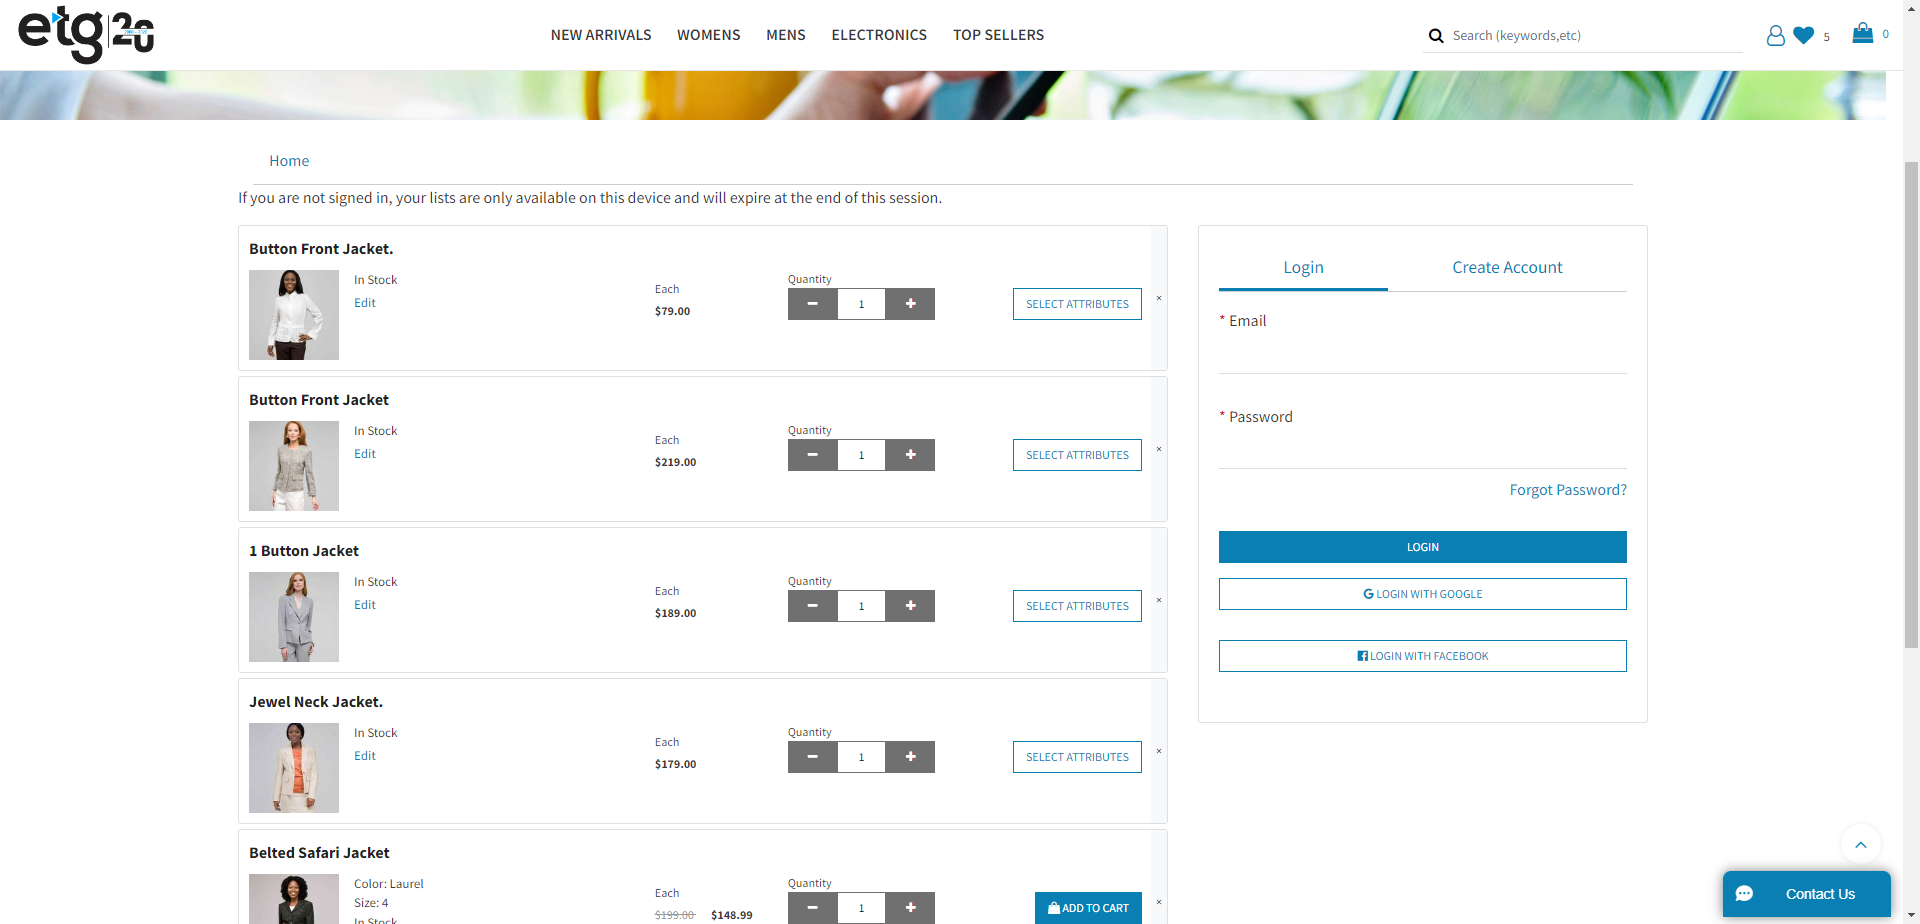 etg 20
NEW ARRIVALS WOMENS MENS ELECTRONICS TOP SELLERS
Search (keywords,etc)
5
0
Home
If you are not signed in, your lists are only available on this device and will expire at the end of this session.
Button Front Jacket.
In Stock
Edit
Each
$79.00
Quantity
1
SELECT ATTRIBUTES
×
Button Front Jacket
In Stock
Edit
Each
$219.00
Quantity
1
SELECT ATTRIBUTES
×
1 Button Jacket
In Stock
Edit
Each
$189.00
Quantity
1
SELECT ATTRIBUTES
×
Jewel Neck Jacket.
In Stock
Edit
Each
$179.00
Quantity
1
SELECT ATTRIBUTES
×
Belted Safari Jacket
Color: Laurel
Size: 4
In Stock
Each
$199.00 $148.99
Quantity
1
ADD TO CART
×
Login Create Account
* Email
* Password
Forgot Password?
LOGIN
LOGIN WITH GOOGLE
LOGIN WITH FACEBOOK
Contact Us